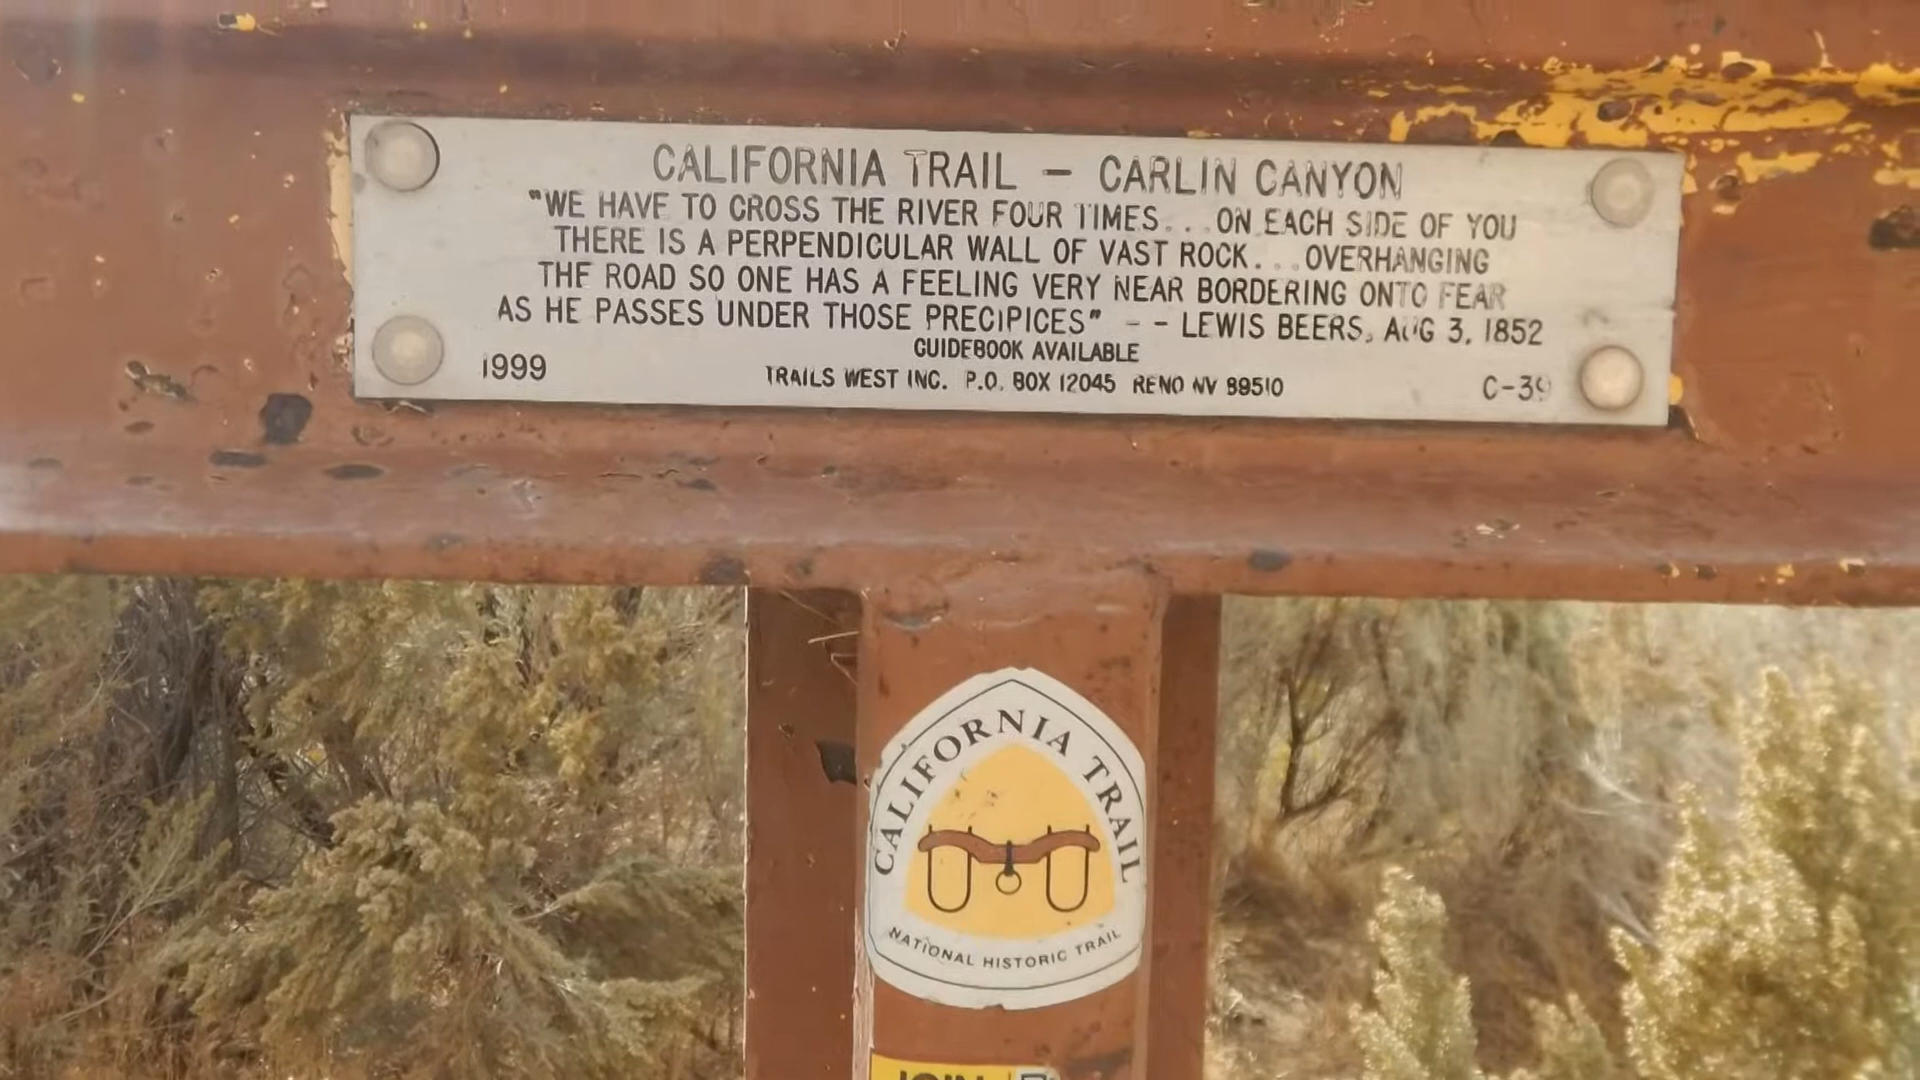 CALIFORNIA TRAIL – CARLIN CANYON
"WE HAVE TO CROSS THE RIVER FOUR TIMES...ON EACH SIDE OF YOU
THERE IS A PERPENDICULAR WALL OF VAST ROCK...OVERHANGING
THE ROAD SO ONE HAS A FEELING VERY NEAR BORDERING ONTO FEAR
AS HE PASSES UNDER THOSE PRECIPICES" -- LEWIS BEERS, AUG 3, 1852
GUIDEBOOK AVAILABLE
1999 TRAILS WEST INC. P.O. BOX 12045 RENO NV 89510 C-39
CALIFORNIA TRAIL
NATIONAL HISTORIC TRAIL
JOIN